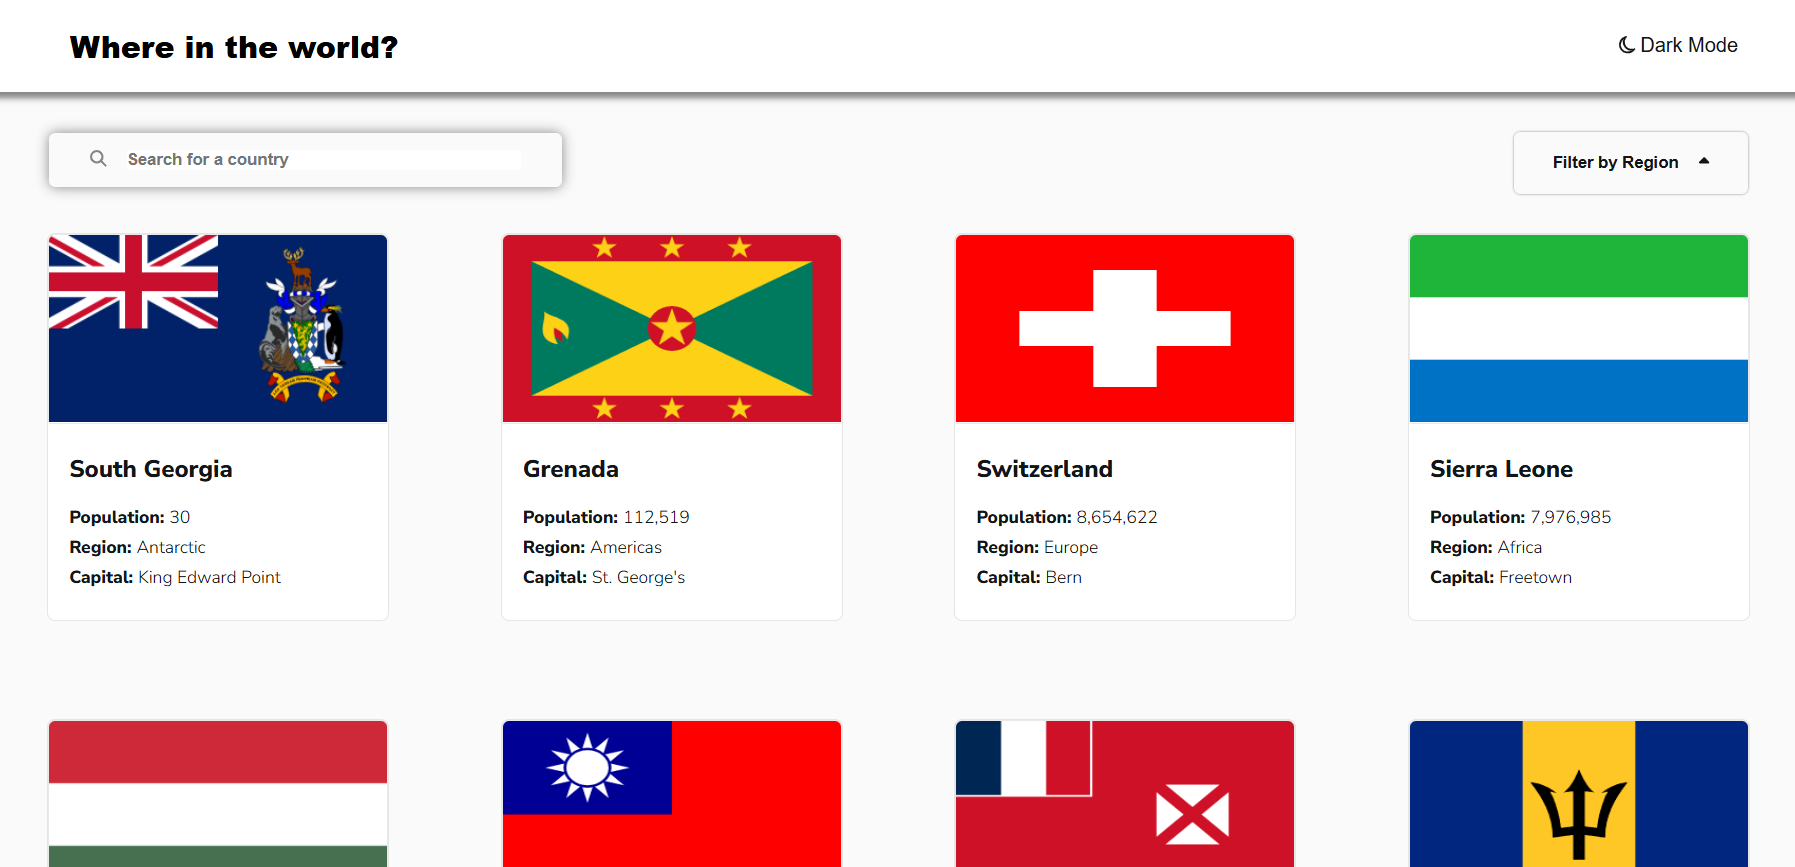 Where in the world?
Dark Mode
Search for a country
Filter by Region
South Georgia
Population: 30
Region: Antarctic
Capital: King Edward Point
Grenada
Population: 112,519
Region: Americas
Capital: St. George's
Switzerland
Population: 8,654,622
Region: Europe
Capital: Bern
Sierra Leone
Population: 7,976,985
Region: Africa
Capital: Freetown